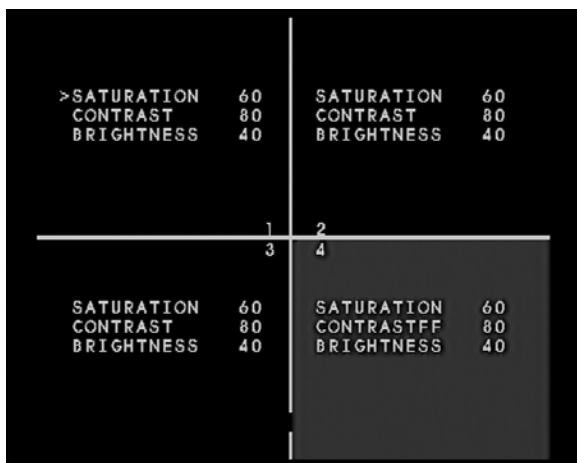 >SATURATION 60
CONTRAST 80
BRIGHTNESS 40
SATURATION 60
CONTRAST 80
BRIGHTNESS 40
1 2
3 4
SATURATION 60
CONTRAST 80
BRIGHTNESS 40
SATURATION 60
CONTRASTFF 80
BRIGHTNESS 40